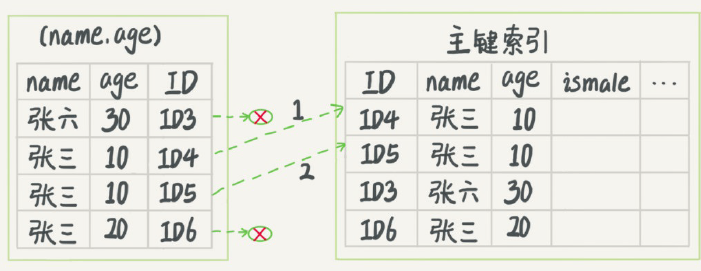 (name.age)
name age ID
张六 30 ID3
张三 10 ID4
张三 10 ID5
张三 20 ID6
1
2
主键索引
ID name age ismale ...
ID4 张三 10
ID5 张三 10
ID3 张六 30
ID6 张三 20